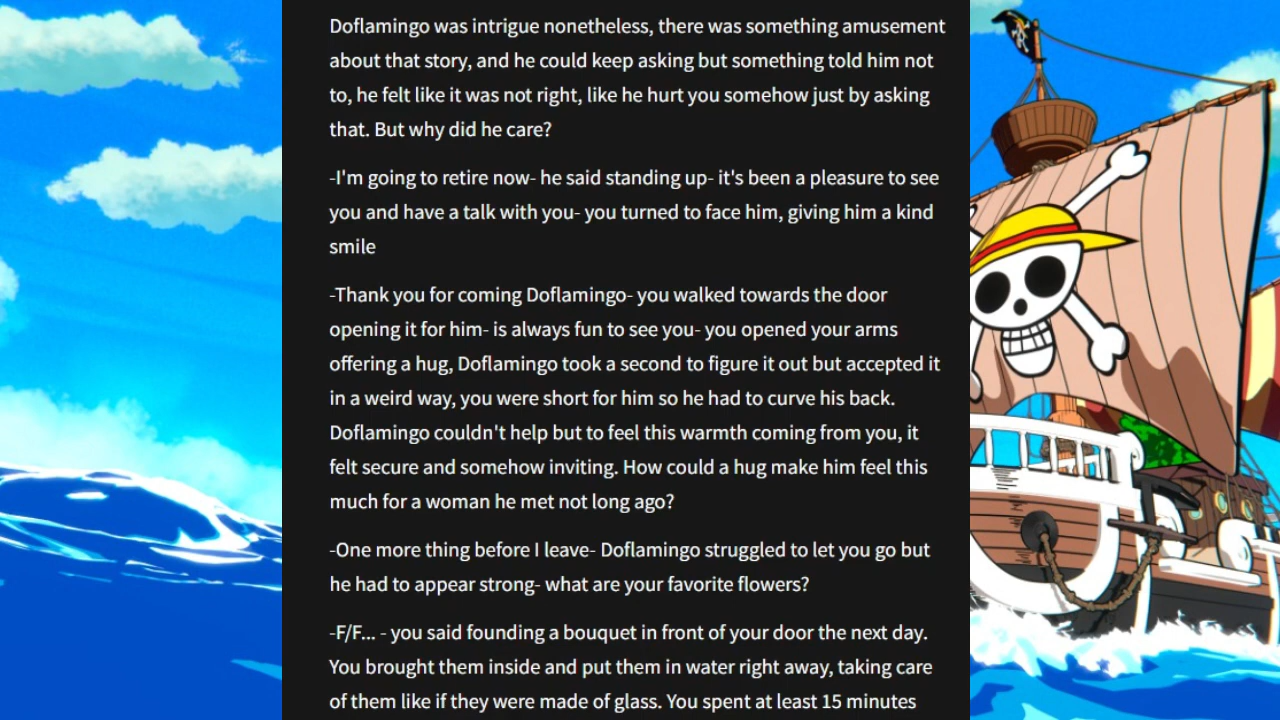 Doflamingo was intrigue nonetheless, there was something amusement
about that story, and he could keep asking but something told him not
to, he felt like it was not right, like he hurt you somehow just by asking
that. But why did he care?
-I'm going to retire now- he said standing up- it's been a pleasure to see
you and have a talk with you- you turned to face him, giving him a kind
smile
-Thank you for coming Doflamingo- you walked towards the door
opening it for him- is always fun to see you- you opened your arms
offering a hug, Doflamingo took a second to figure it out but accepted it
in a weird way, you were short for him so he had to curve his back.
Doflamingo couldn't help but to feel this warmth coming from you, it
felt secure and somehow inviting. How could a hug make him feel this
much for a woman he met not long ago?
-One more thing before I leave- Doflamingo struggled to let you go but
he had to appear strong- what are your favorite flowers?
-F/F... - you said founding a bouquet in front of your door the next day.
You brought them inside and put them in water right away, taking care
of them like if they were made of glass. You spent at least 15 minutes